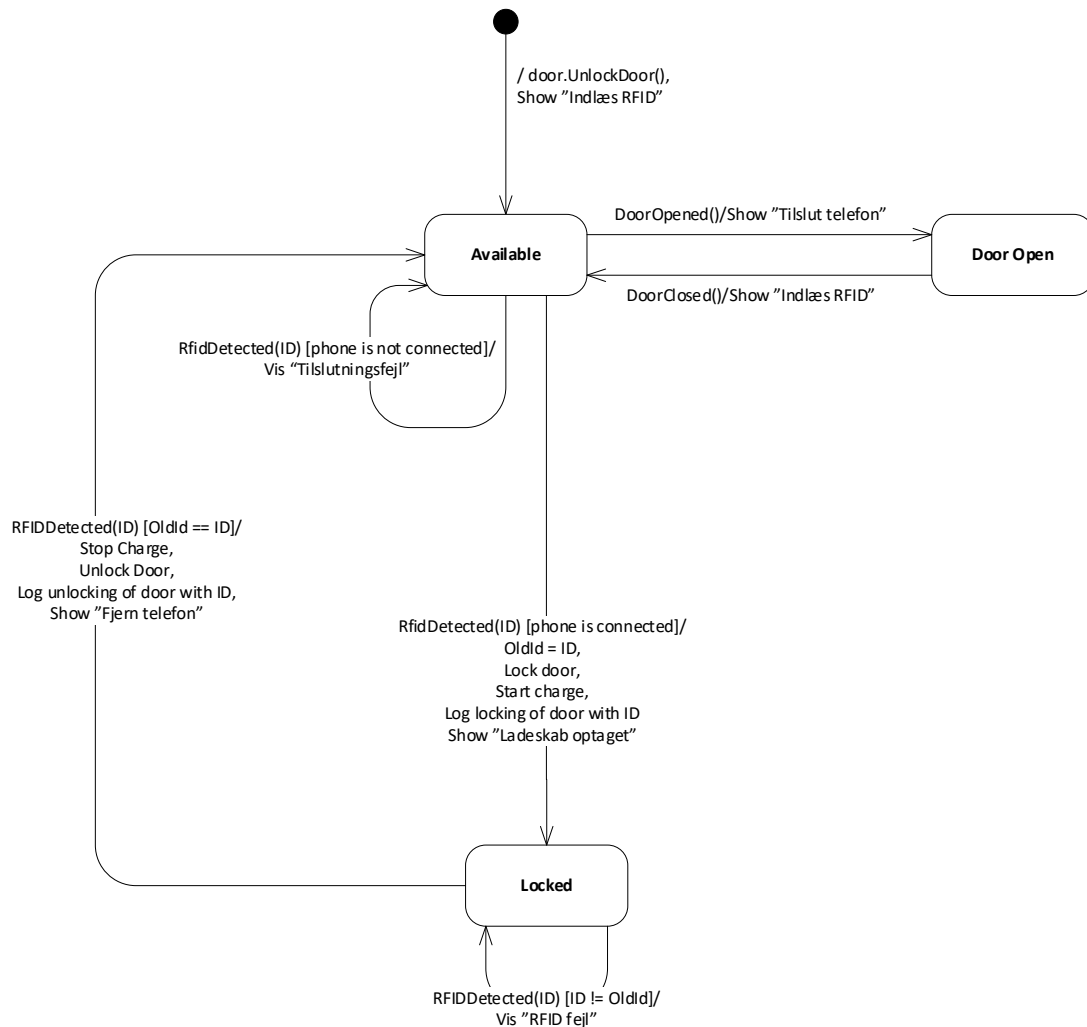 / door.UnlockDoor(),
Show ”Indlæs RFID”
DoorOpened()/Show ”Tilslut telefon”
Available
Door Open
DoorClosed()/Show ”Indlæs RFID”
RfidDetected(ID) [phone is not connected]/
Vis “Tilslutningsfejl”
RFIDDetected(ID) [OldId == ID]/
Stop Charge,
Unlock Door,
Log unlocking of door with ID,
Show ”Fjern telefon”
RfidDetected(ID) [phone is connected]/
OldId = ID,
Lock door,
Start charge,
Log locking of door with ID
Show ”Ladeskab optaget”
Locked
RFIDDetected(ID) [ID != OldId]/
Vis ”RFID fejl”